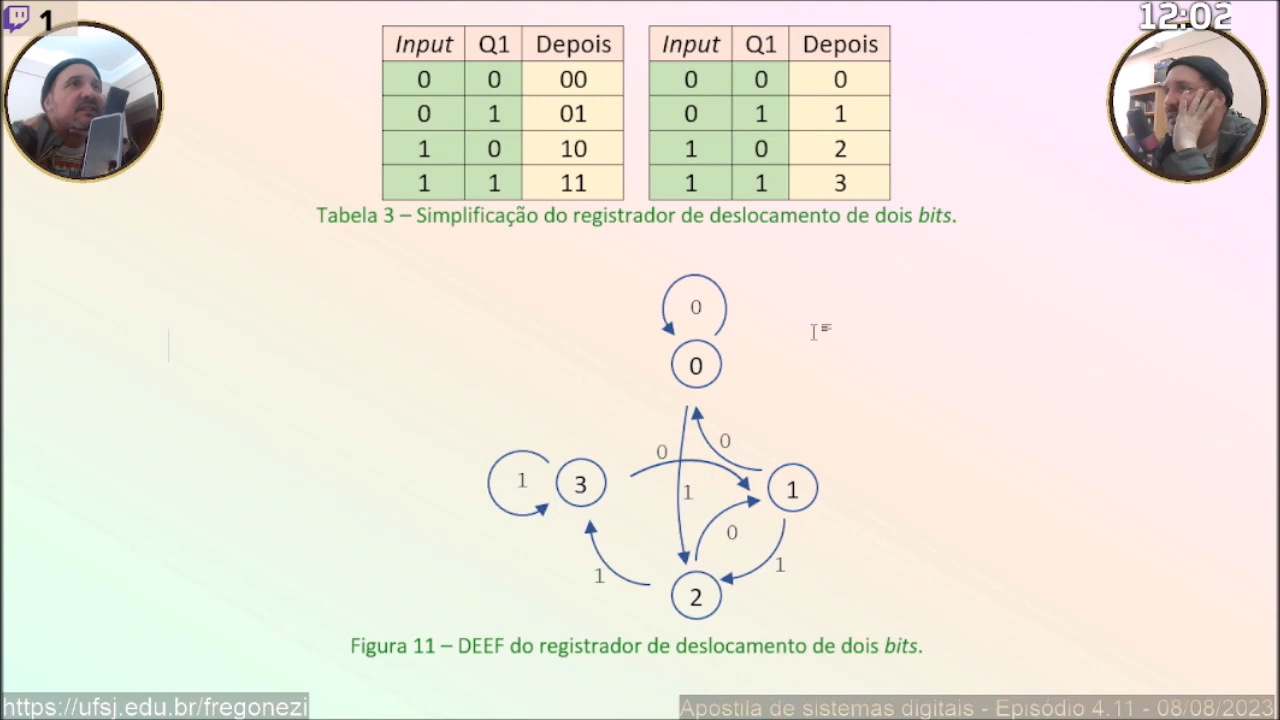 1
12:02
Input Q1 Depois
0 0 00
0 1 01
1 0 10
1 1 11
Input Q1 Depois
0 0 0
0 1 1
1 0 2
1 1 3
Tabela 3 – Simplificação do registrador de deslocamento de dois bits.
0
0
0
0
1
1
3
1
0
1
1
2
Figura 11 – DEEF do registrador de deslocamento de dois bits.
https://ufsj.edu.br/fregonezi
Apostila de sistemas digitais - Episódio 4.11 - 08/08/2023